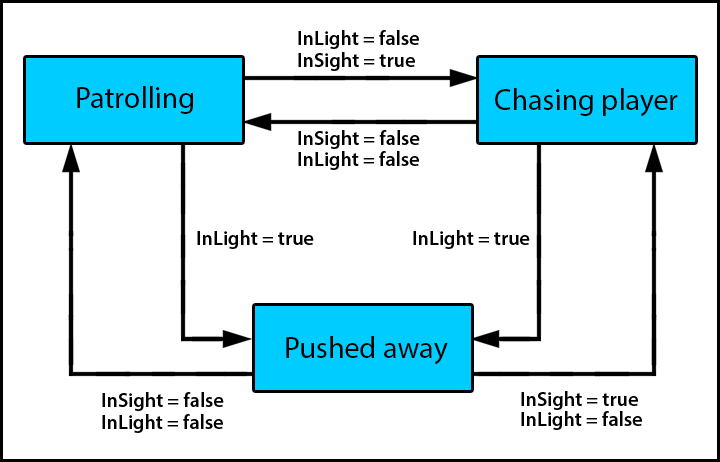 InLight = false
InSight = true
Patrolling
Chasing player
InSight = false
InLight = false
InLight = true
InLight = true
Pushed away
InSight = false
InLight = false
InSight = true
InLight = false